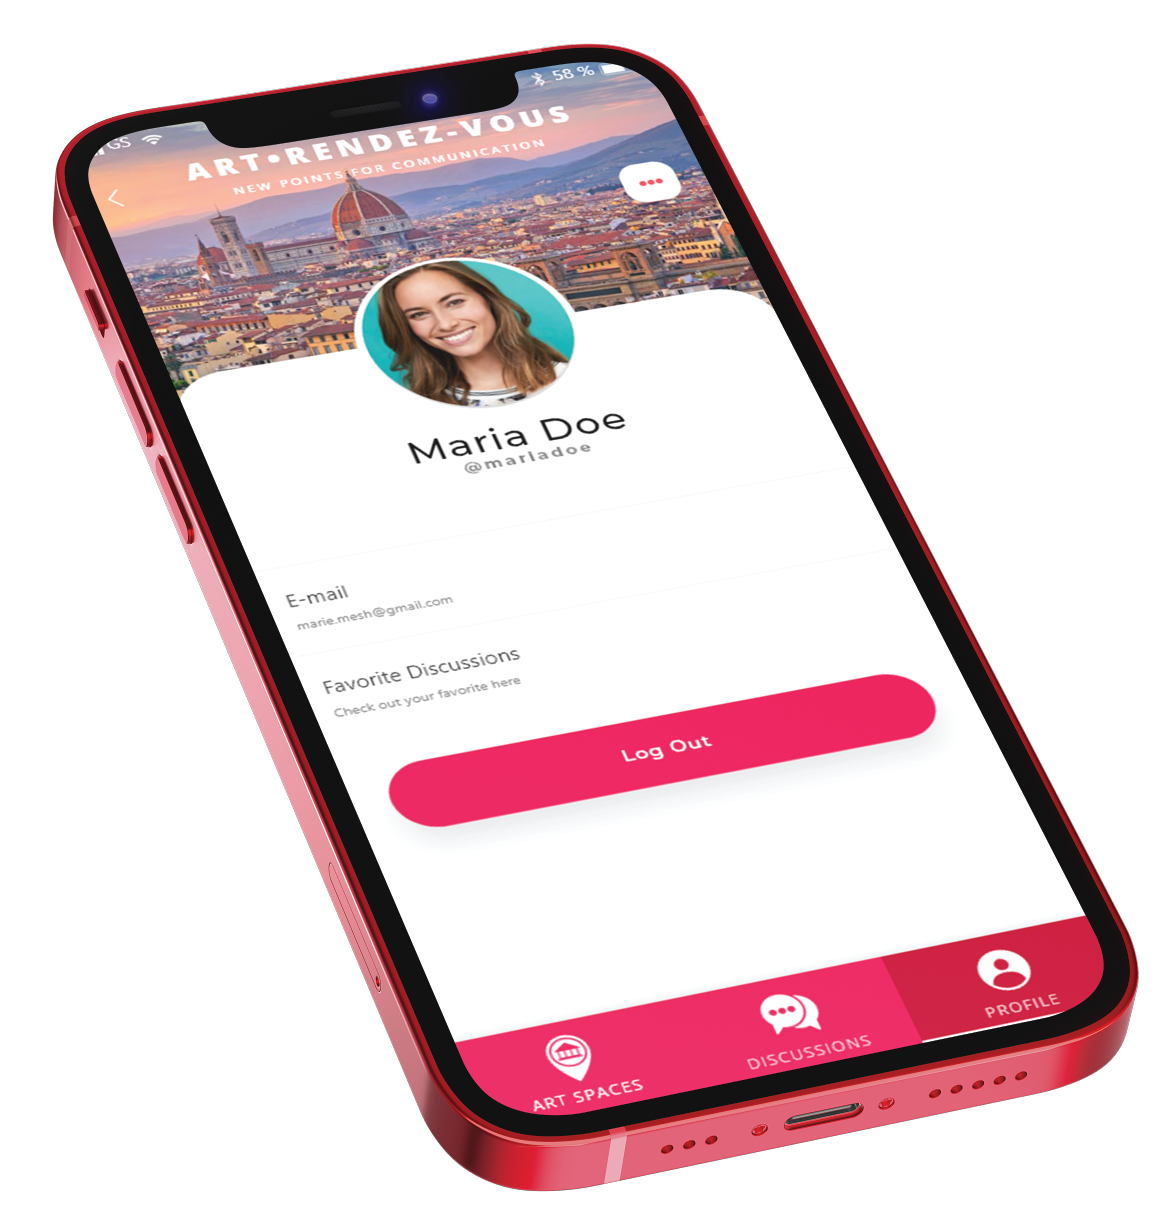 GS 58 %
ART•RENDEZ-VOUS
NEW POINTS FOR COMMUNICATION
Maria Doe
@mariadoe
E-mail
marie.mesh@gmail.com
Favorite Discussions
Check out your favorite here
Log Out
ART SPACES
DISCUSSIONS
PROFILE